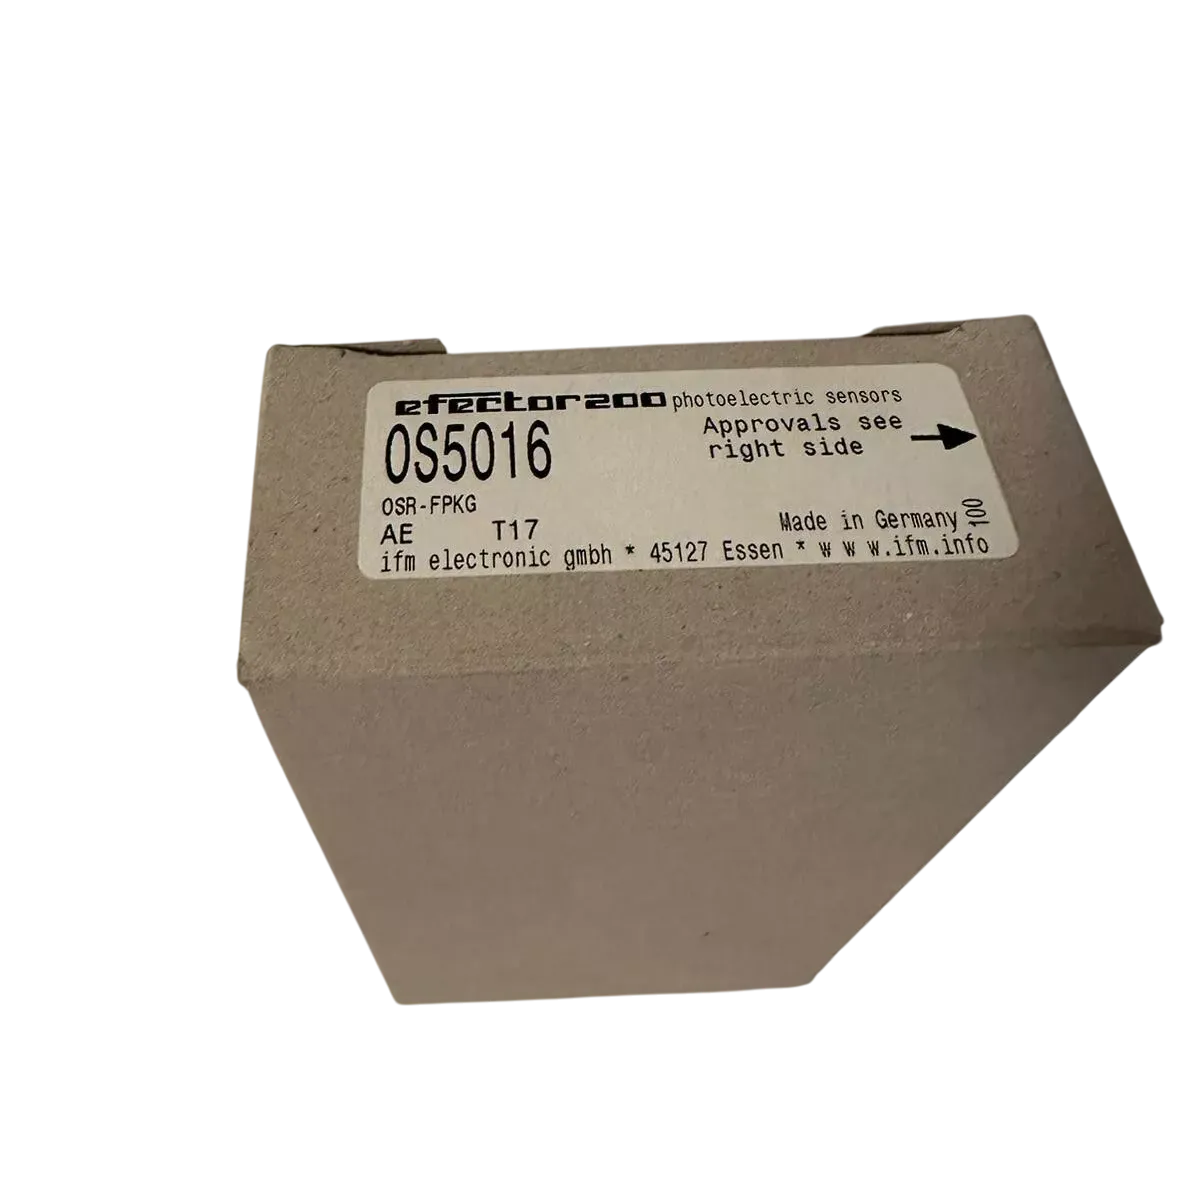 efector200 photoelectric sensors
OS5016
Approvals see
right side
OSR-FPKG
AE T17
Made in Germany 100
ifm electronic gmbh * 45127 Essen * w w w.ifm.info